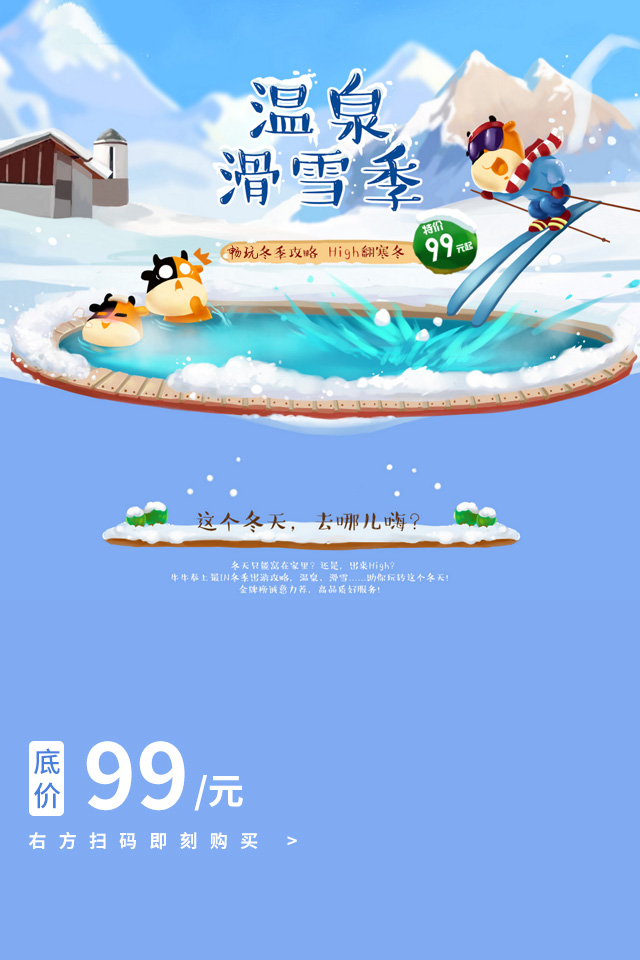 温泉
滑雪季
畅玩冬季攻略 High翻寒冬
特价
99元起
这个冬天，去哪儿嗨？
冬天只能窝在家里？还是，出来High？
牛牛奉上最IN冬季出游攻略，温泉、滑雪……助你玩转这个冬天！
金牌榜诚意力荐，高品质好服务！
底价
99/元
右方扫码即刻购买 >